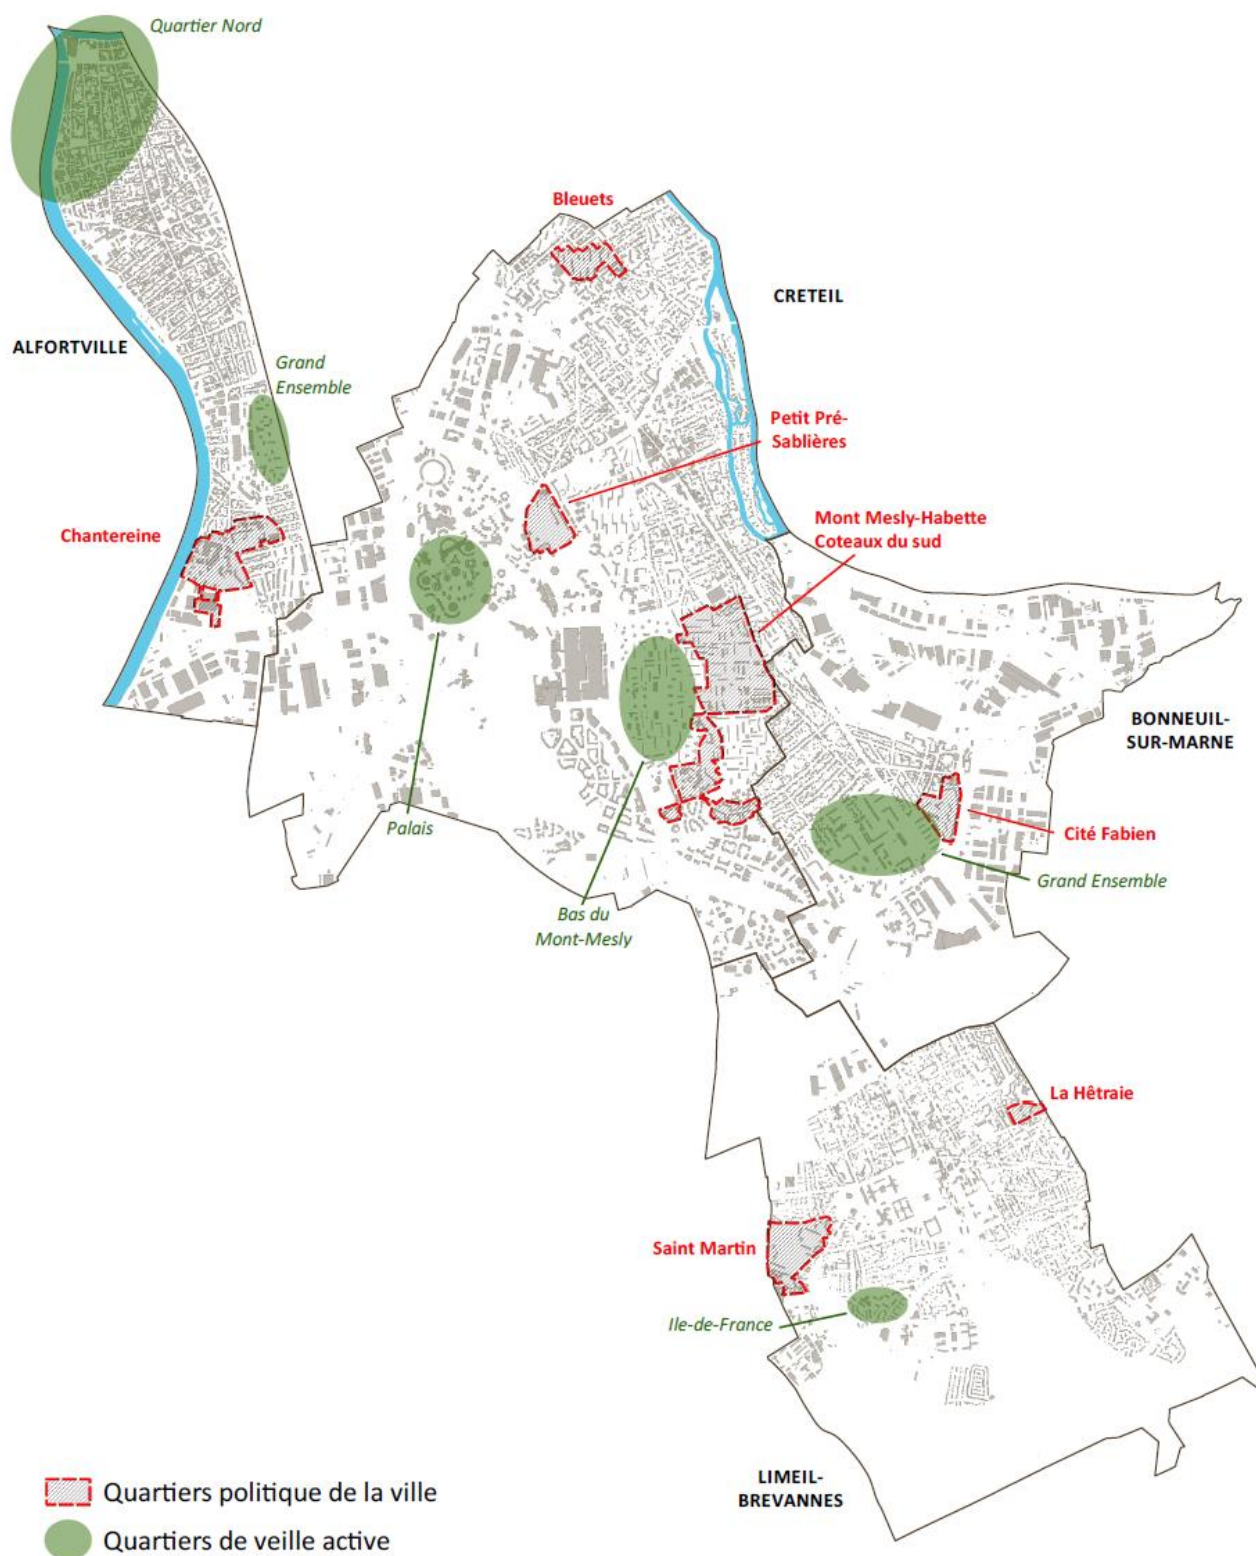 Quartier Nord
Bleuets
CRETEIL
ALFORTVILLE
Grand
Ensemble
Petit Pré-
Sablières
Mont Mesly-Habette
Coteaux du sud
Chantereine
BONNEUIL-
SUR-MARNE
Palais
Cité Fabien
Grand Ensemble
Bas du
Mont-Mesly
La Hêtraie
Saint Martin
Ile-de-France
LIMEIL-
BREVANNES
Quartiers politique de la ville
Quartiers de veille active